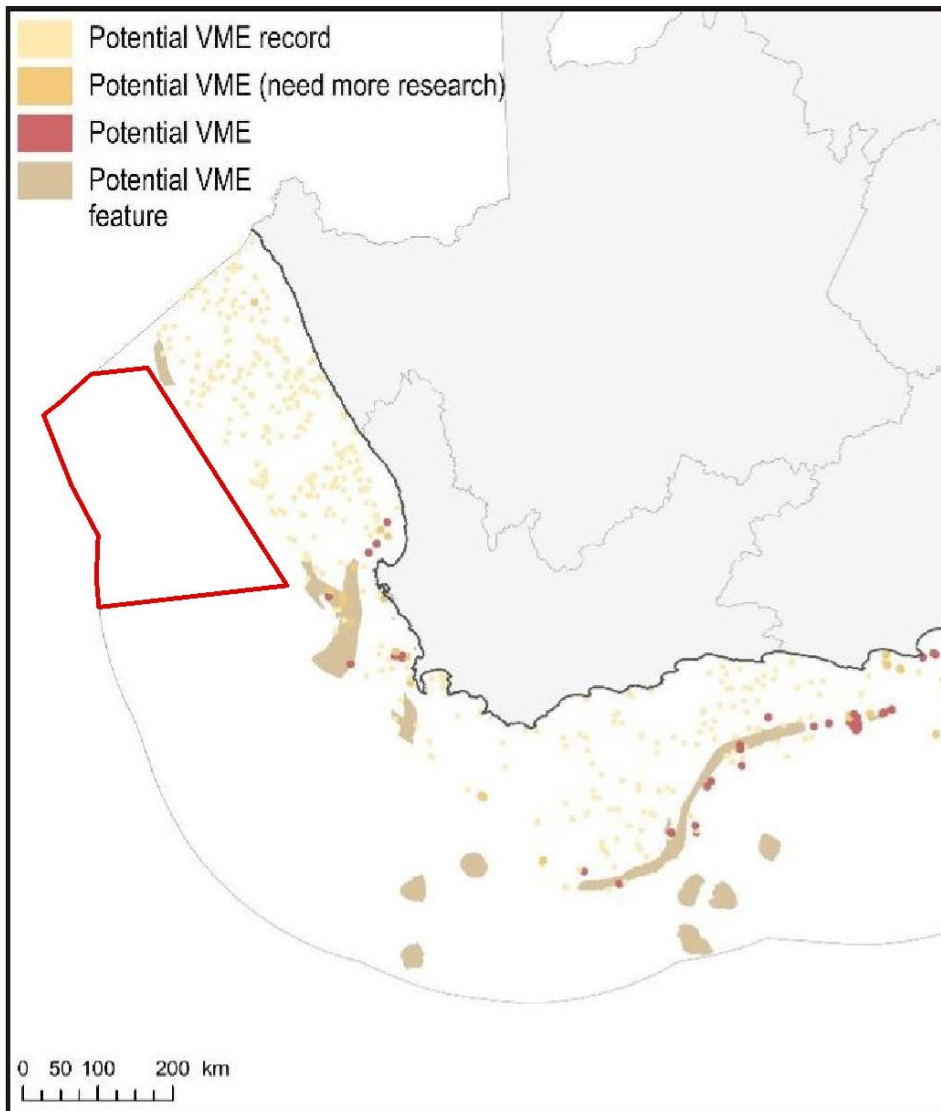 Potential VME record
Potential VME (need more research)
Potential VME
Potential VME
feature
0 50 100 200 km